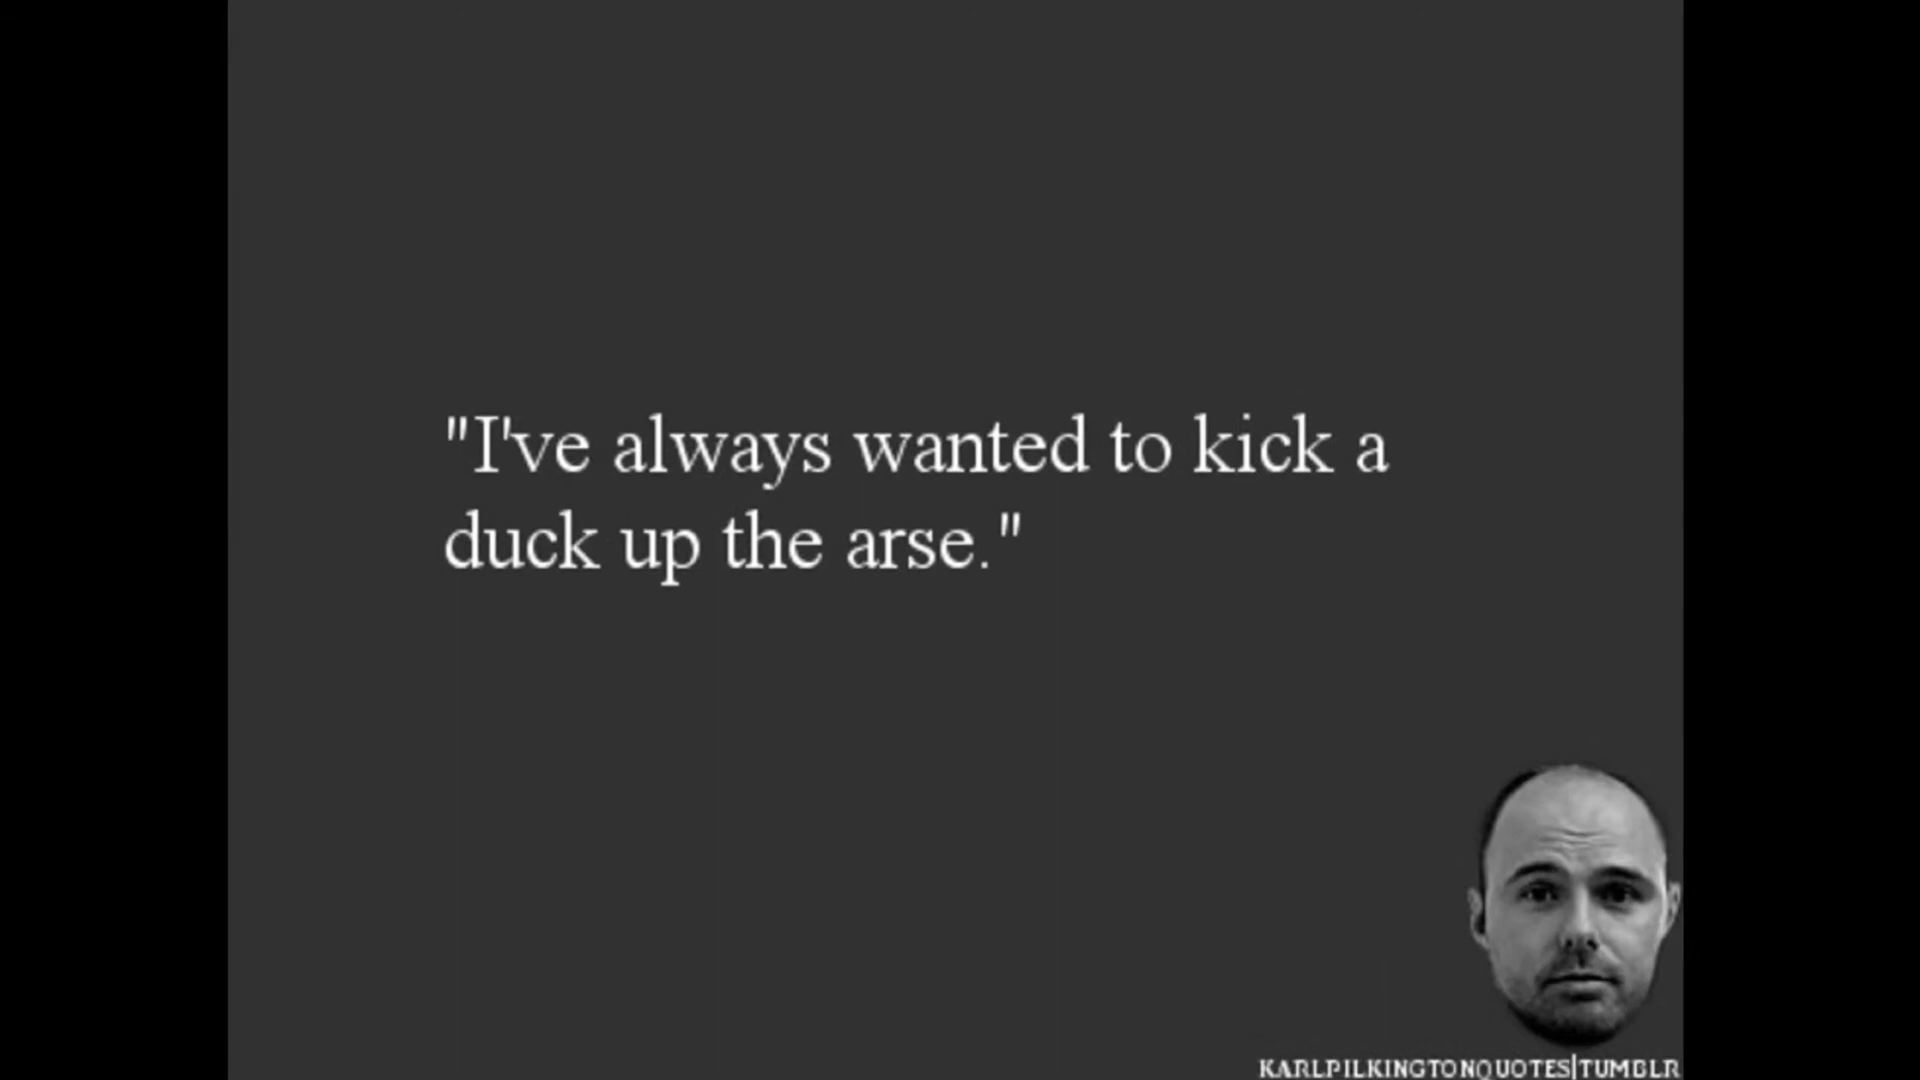 "I've always wanted to kick a
duck up the arse."
KARLPILKINGTONQUOTES|TUMBLR